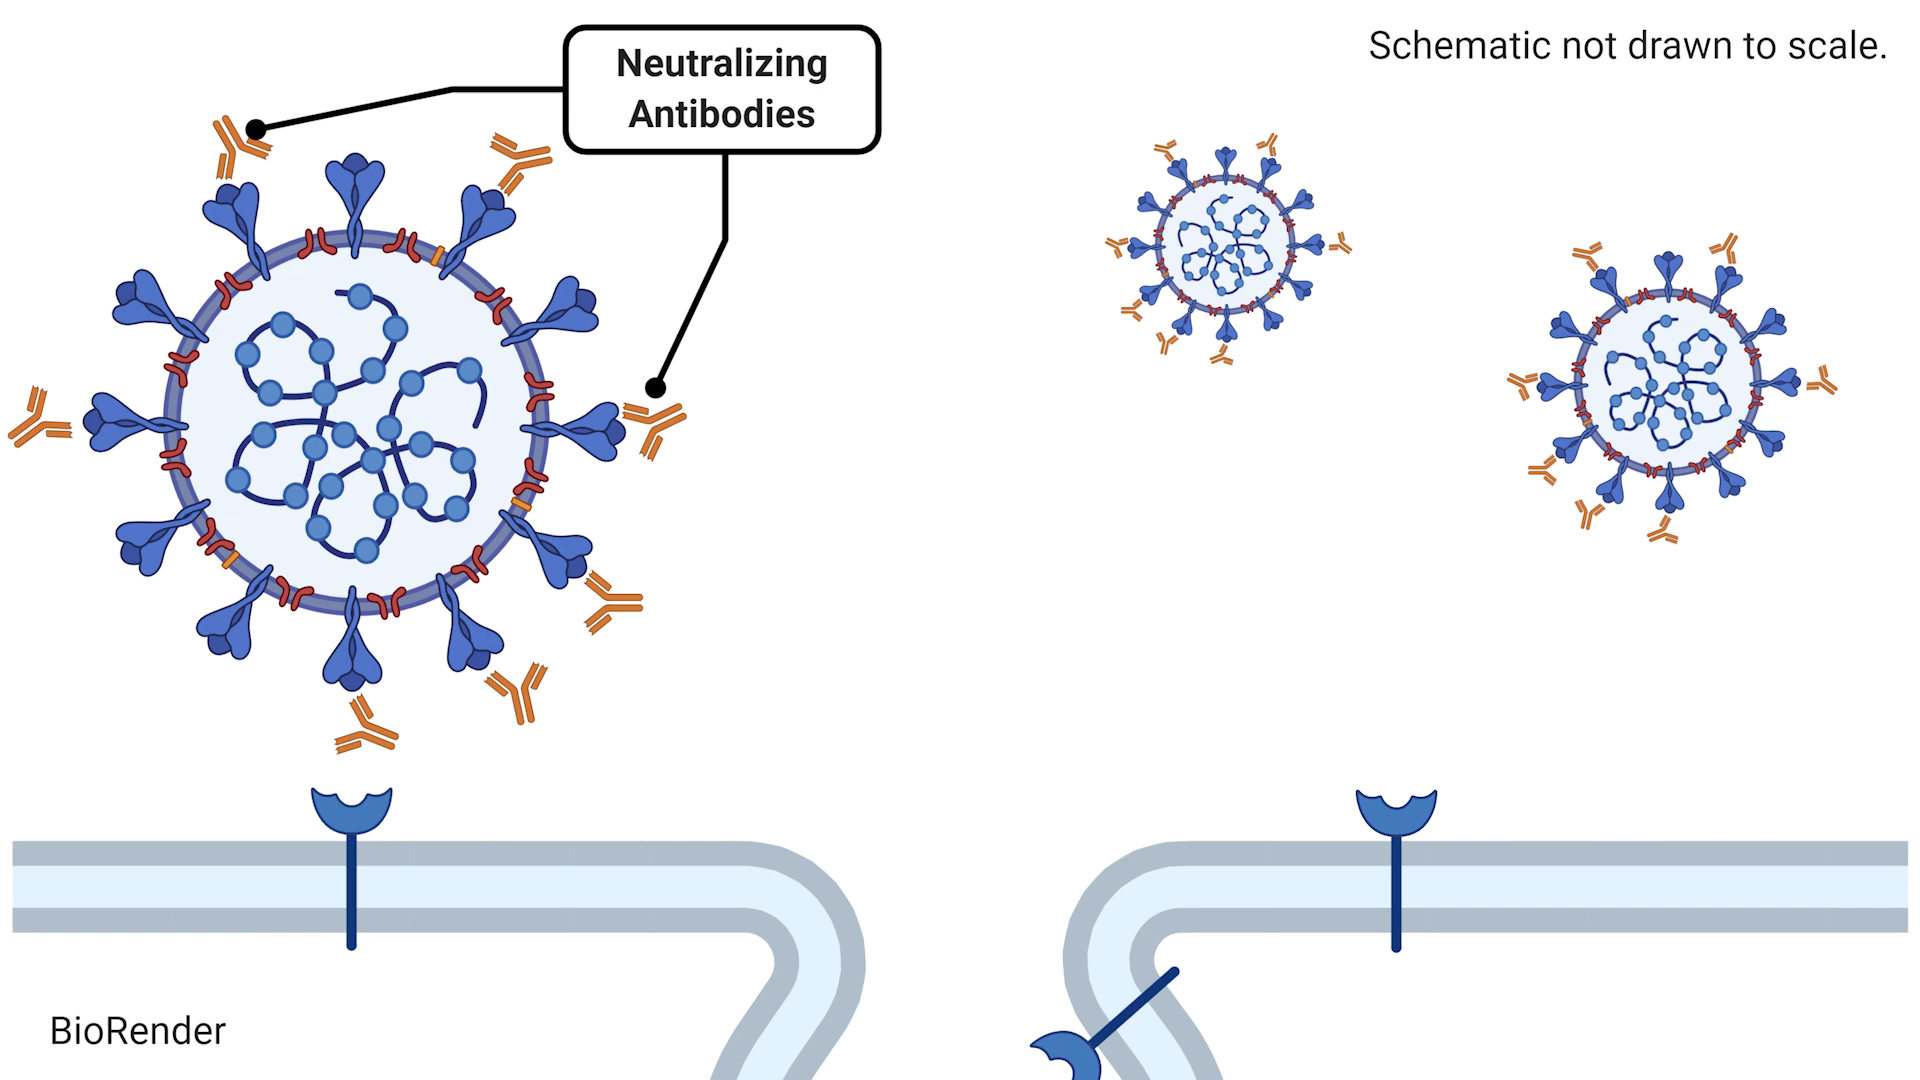 Neutralizing
Antibodies
Schematic not drawn to scale.
BioRender